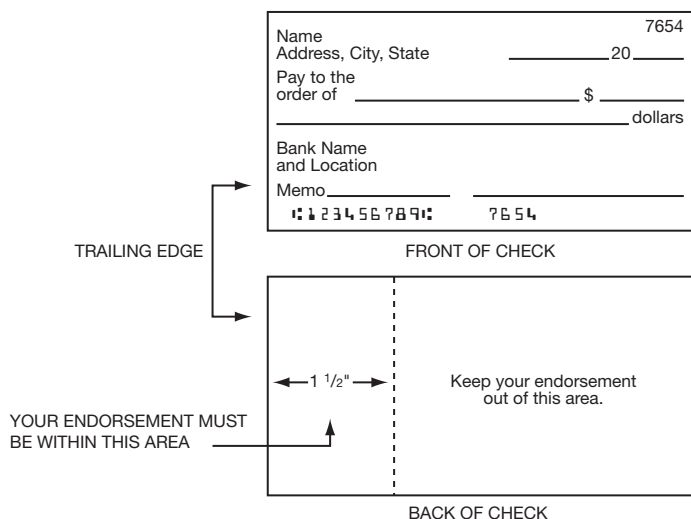 7654
Name
Address, City, State 20
Pay to the
order of $
dollars
Bank Name
and Location
Memo
⑆123456789⑆ 7654
TRAILING EDGE
FRONT OF CHECK
1 1/2"
Keep your endorsement
out of this area.
YOUR ENDORSEMENT MUST
BE WITHIN THIS AREA
BACK OF CHECK